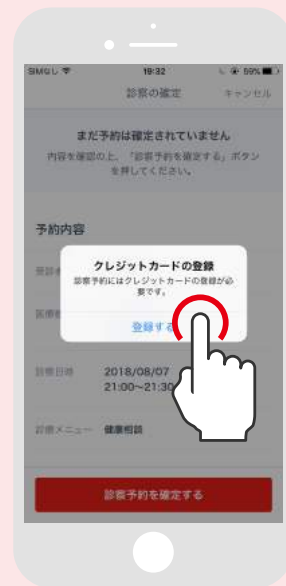 SIMなし 19:32 59%
診察の確定 キャンセル
まだ予約は確定されていません
内容を確認の上、「診察予約を確定する」ボタン
を押してください。
予約内容
クレジットカードの登録
診察予約にはクレジットカードの登録が必
要です。
登録する
診察日時 2018/08/07
21:00~21:30
診察メニュー 健康相談
診察予約を確定する